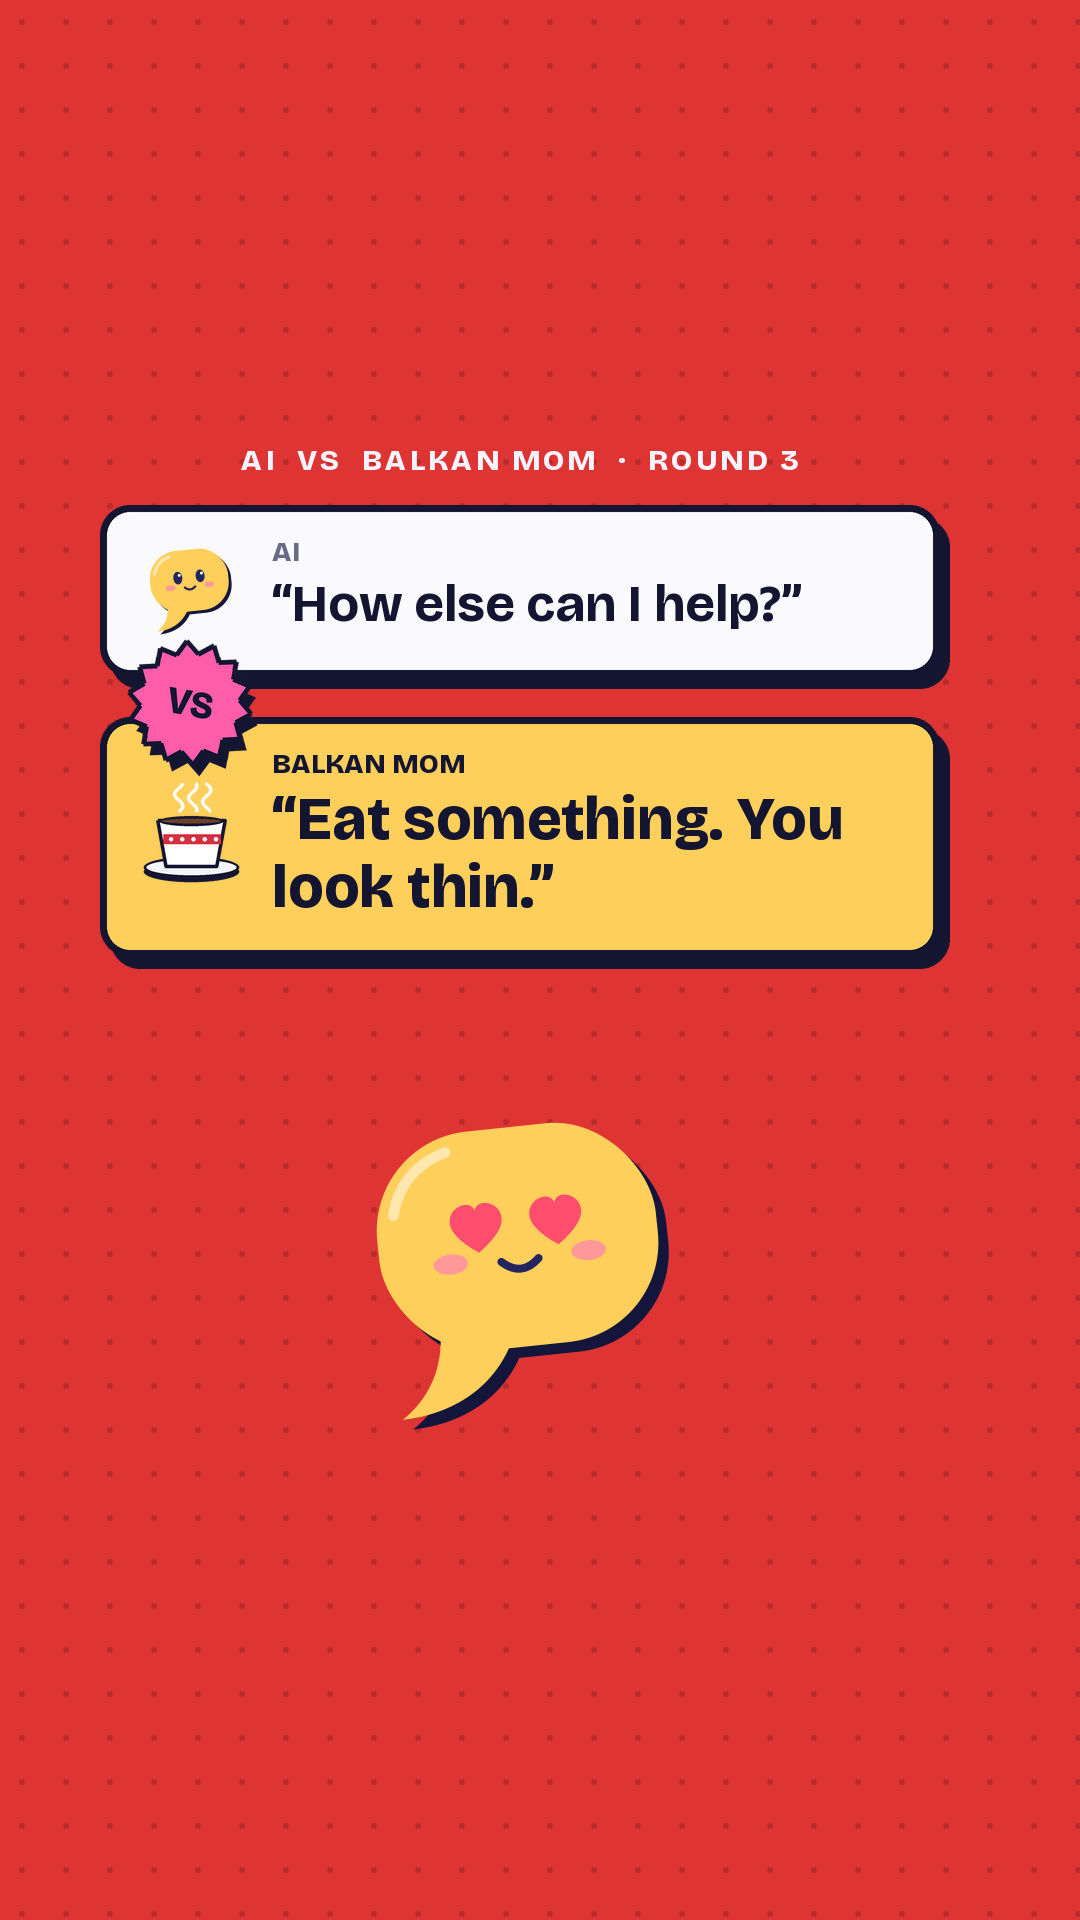 AI VS BALKAN MOM · ROUND 3
AI
“How else can I help?”
VS
BALKAN MOM
“Eat something. You
look thin.”